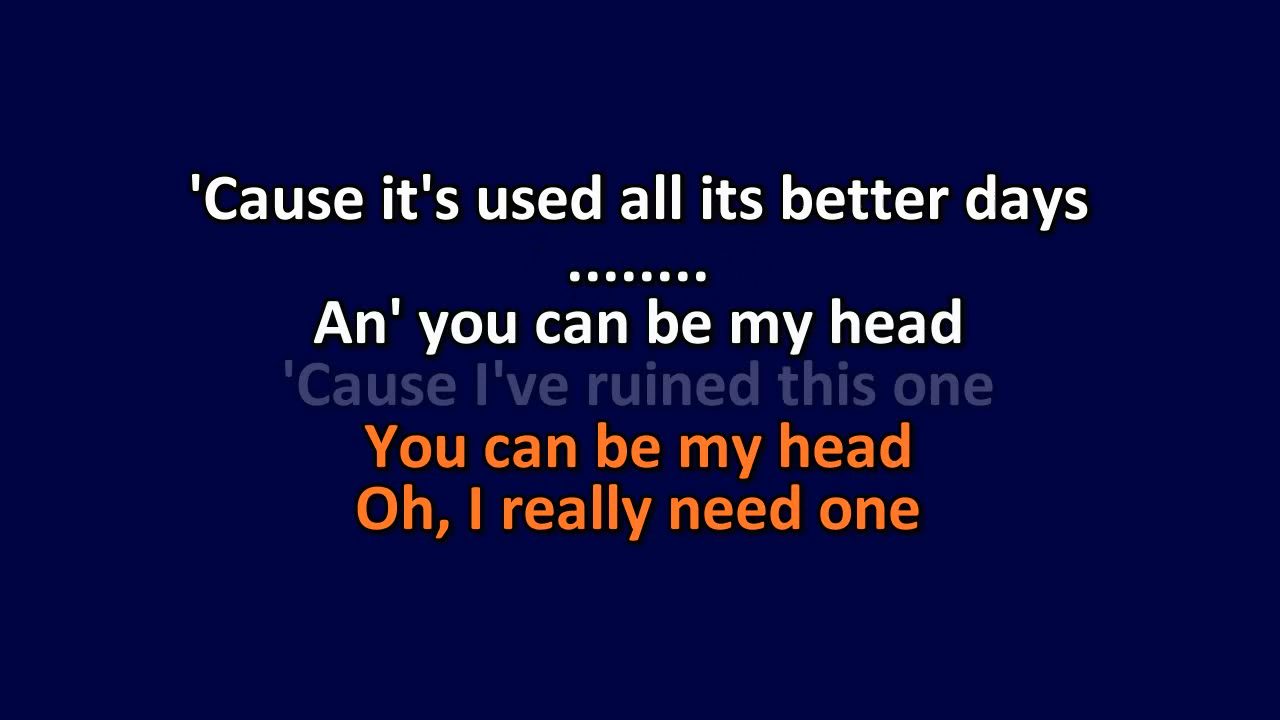 'Cause it's used all its better days
........
An' you can be my head
'Cause I've ruined this one
You can be my head
Oh, I really need one